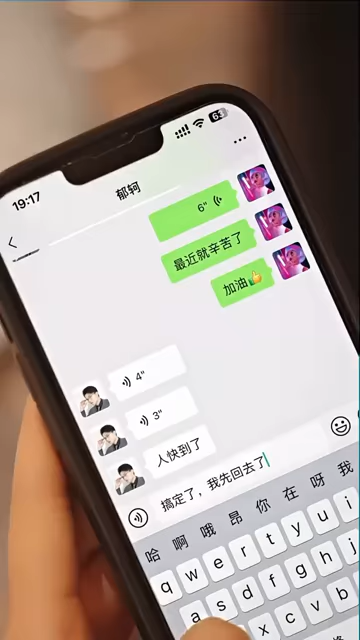 19:17
63
郁轲
6"
最近就辛苦了
加油👍
4"
3"
人快到了
搞定了，我先回去了
哈 啊 哦 昂 你 在 呀 我
q w e r t y u i
a s d f g h j
x c v b